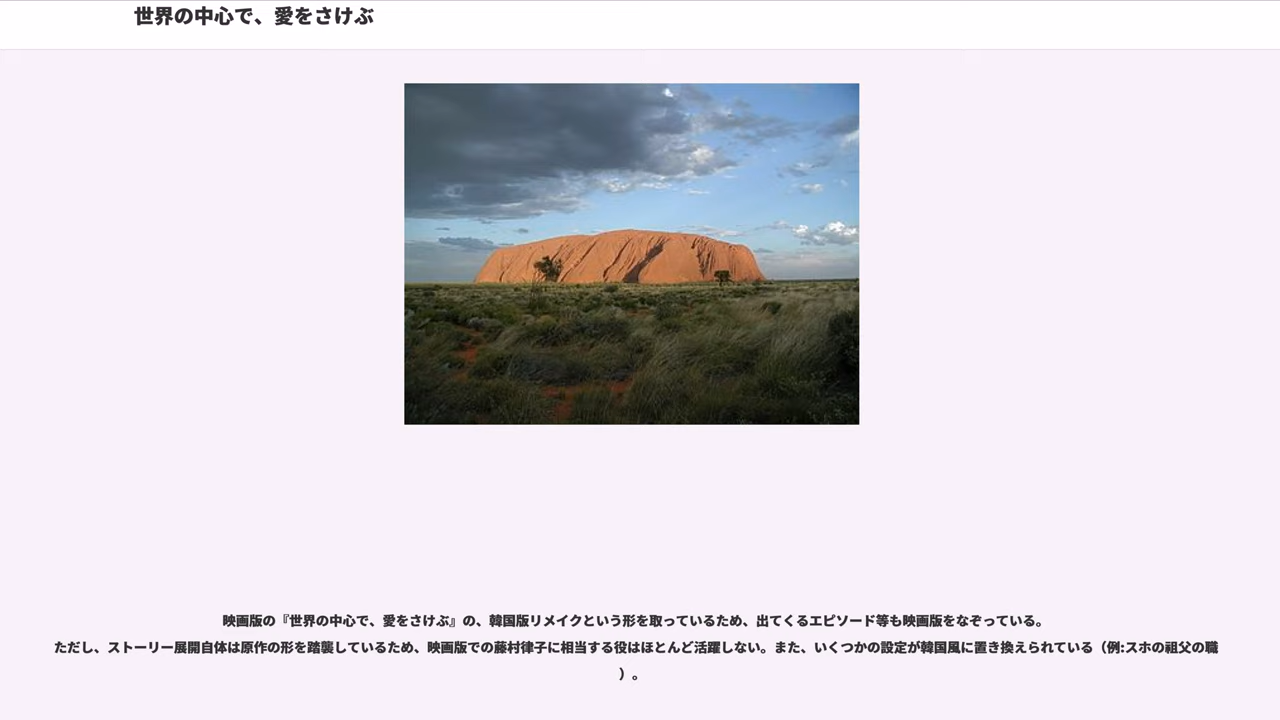 世界の中心で、愛をさけぶ
映画版の『世界の中心で、愛をさけぶ』の、韓国版リメイクという形を取っているため、出てくるエピソード等も映画版をなぞっている。
ただし、ストーリー展開自体は原作の形を踏襲しているため、映画版での藤村律子に相当する役はほとんど活躍しない。また、いくつかの設定が韓国風に置き換えられている（例:スホの祖父の職
）。